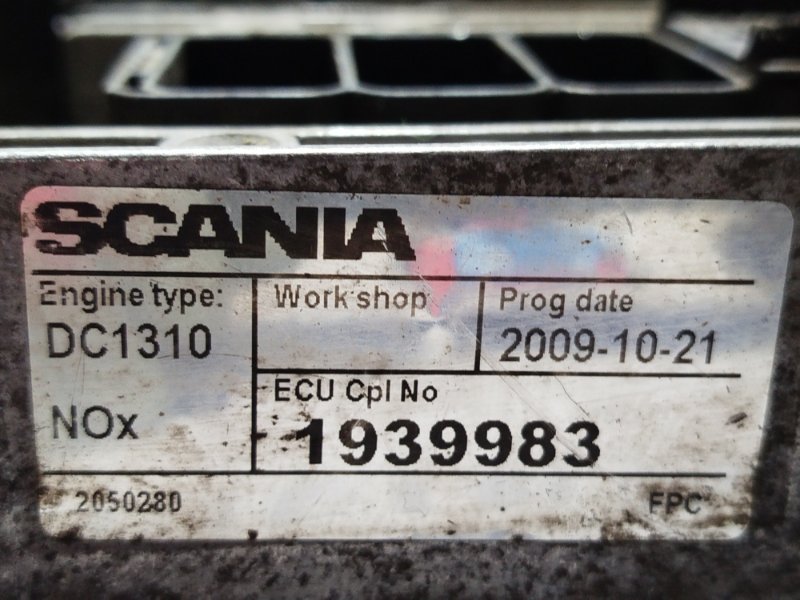 SCANIA
Engine type:
DC1310
NOx
Work shop
Prog date
2009-10-21
ECU Cpl No
1939983
2050280
FPC